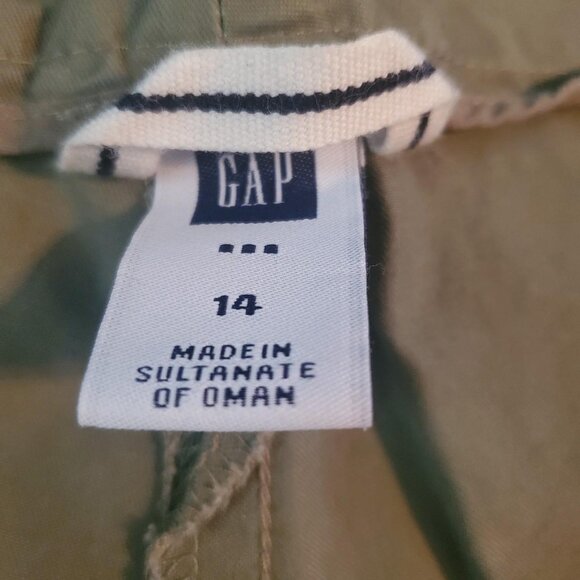 GAP
14
MADE IN
SULTANATE
OF OMAN